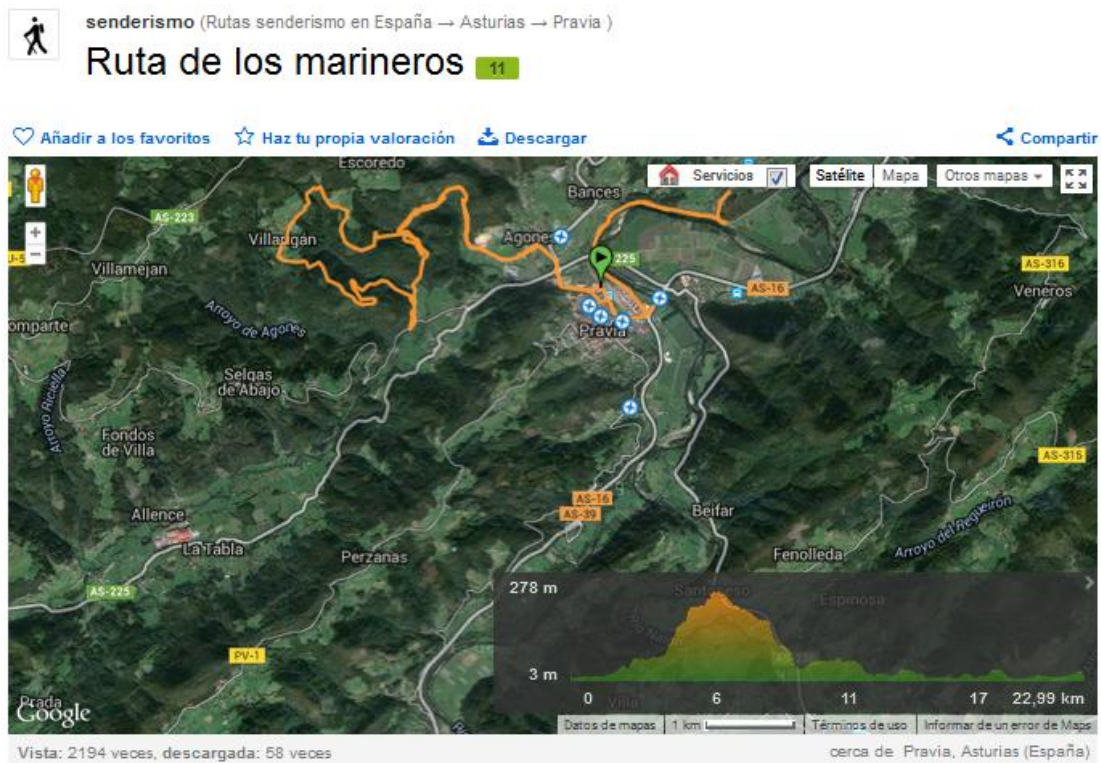 senderismo (Rutas senderismo en España → Asturias → Pravia )
Ruta de los marineros 11
Añadir a los favoritos Haz tu propia valoración Descargar Compartir
Escoredo
Servicios Satélite Mapa Otros mapas
Bances
AS-223
Villarigán
Agones
225
Villamejan
AS-316
AS-16
Veneros
Arroyo de Agones
Pravia
Selgas
de Abajo
Arroyo Riciella
Fondos
de Villa
AS-315
AS-16
AS-39
Allence
Beifar
Arroyo del Regueirón
La Tabla
Perzanas
Fenolleda
AS-225
278 m
Espinosa
PV-1
3 m
0 6 11 17 22,99 km
Villa
Prada
Google
Datos de mapas 1 km Términos de uso Informar de un error de Maps
Vista: 2194 veces, descargada: 58 veces
cerca de Pravia, Asturias (España)